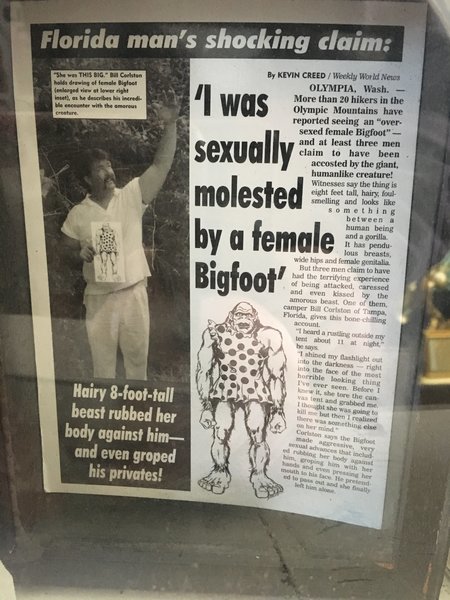 Florida man's shocking claim:
"She was THIS BIG." Bill Corlston
holds drawing of female Bigfoot
(enlarged view at lower right
inset), as he describes his incredi-
ble encounter with the amorous
creature.
By KEVIN CREED / Weekly World News
'I was
sexually
molested
by a female
Bigfoot'
OLYMPIA, Wash. —
More than 20 hikers in the
Olympic Mountains have
reported seeing an "over-
sexed female Bigfoot" —
and at least three men
claim to have been
accosted by the giant,
humanlike creature!
Witnesses say the thing is
eight feet tall, hairy, foul-
smelling and looks like
something
between a
human being
and a gorilla.
It has pendu-
lous breasts,
wide hips and female genitalia.
But three men claim to have
had the terrifying experience
of being attacked, caressed
and even kissed by the
amorous beast. One of them,
camper Bill Corlston of Tampa,
Florida, gives this bone-chilling
account.
"I heard a rustling outside my
tent about 11 at night,"
he says.
"I shined my flashlight out
into the darkness — right
into the face of the most
horrible looking thing
I've ever seen. Before I
knew it, she tore the can-
vas tent and grabbed me.
I thought she was going to
kill me but then I realized
there was something else
on her mind."
Corlston says the Bigfoot
made aggressive, very
sexual advances that includ-
ed rubbing her body against
him, groping him with her
hands and even pressing her
mouth to his face. He pretend-
ed to pass out and she finally
left him alone.
Hairy 8-foot-tall
beast rubbed her
body against him—
and even groped
his privates!